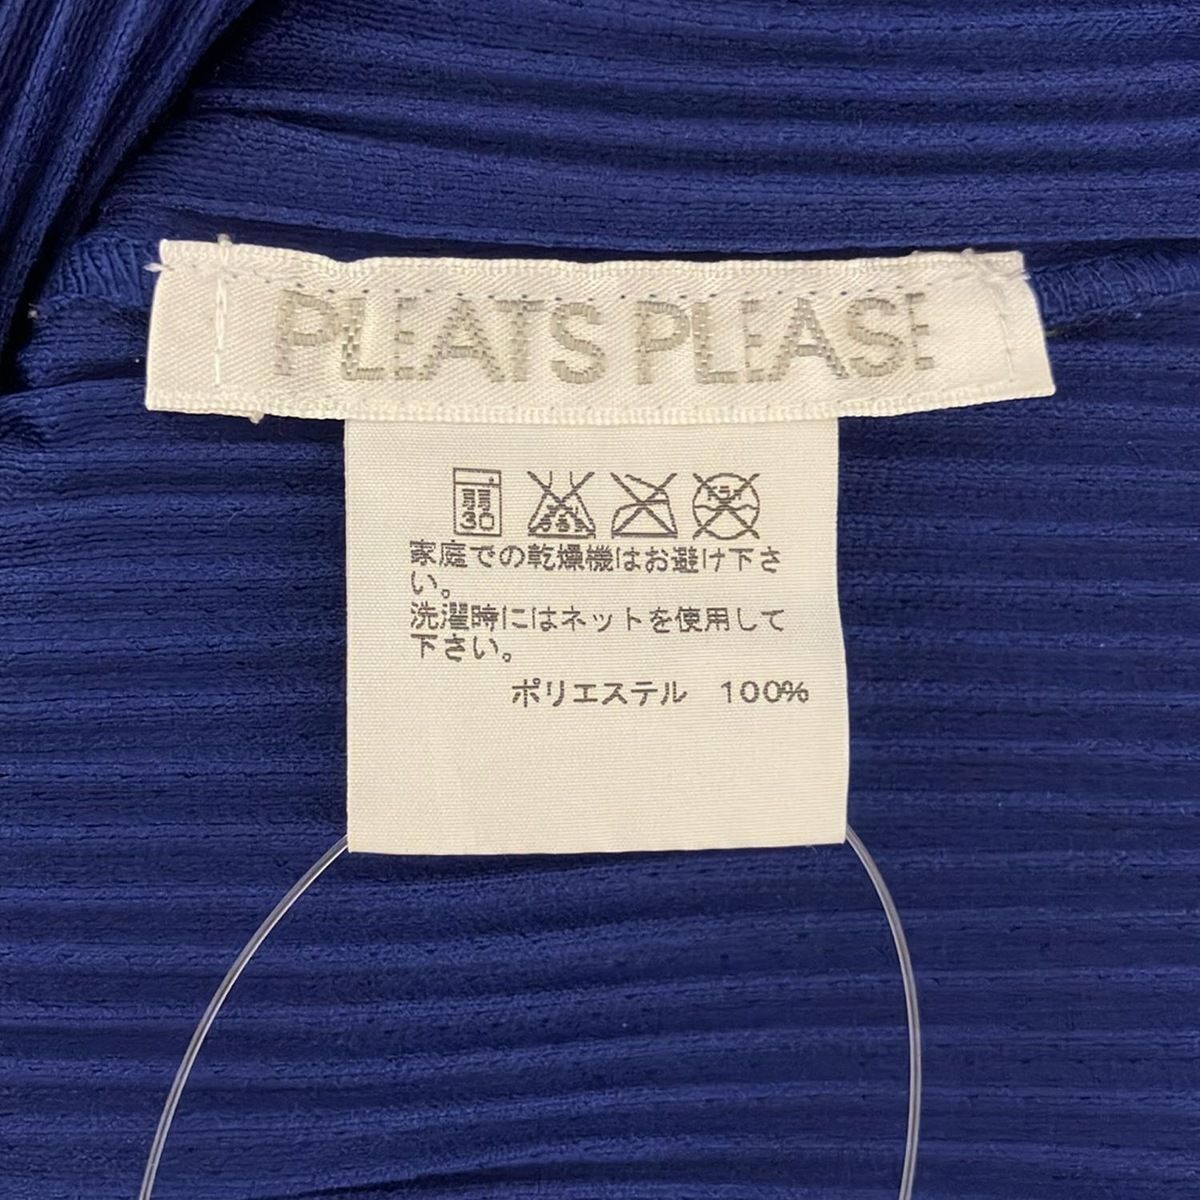 PLEATS PLEASE
弱
30
家庭での乾燥機はお避け下さ
い。
洗濯時にはネットを使用して
下さい。
ポリエステル 100%